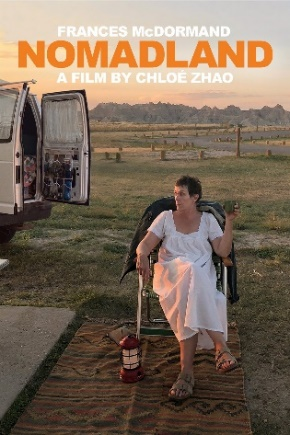 FRANCES McDORMAND
NOMADLAND
A FILM BY CHLOÉ ZHAO